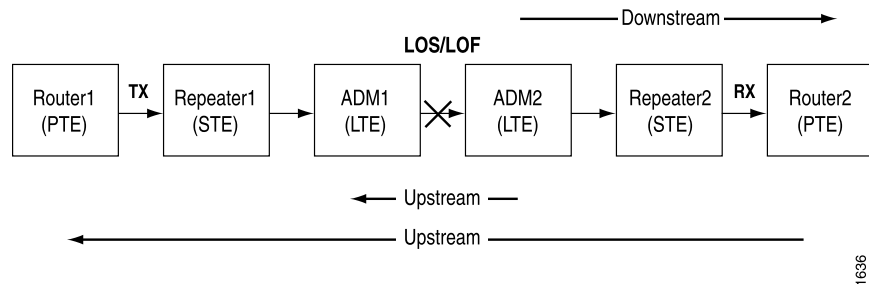 Downstream
LOS/LOF
Router1
(PTE)
TX
Repeater1
(STE)
ADM1
(LTE)
ADM2
(LTE)
Repeater2
(STE)
RX
Router2
(PTE)
Upstream
Upstream
1636